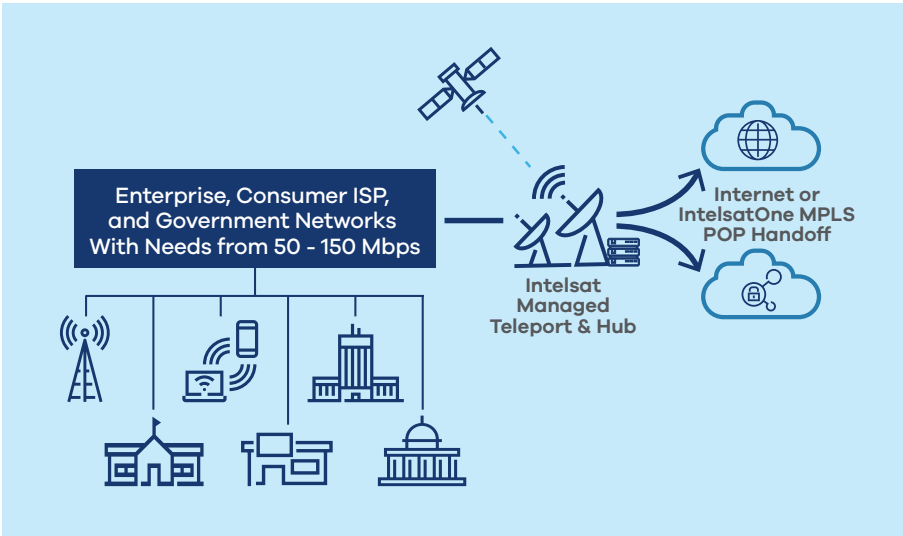 Enterprise, Consumer ISP,
and Government Networks
With Needs from 50 - 150 Mbps
Intelsat
Managed
Teleport & Hub
Internet or
IntelsatOne MPLS
POP Handoff